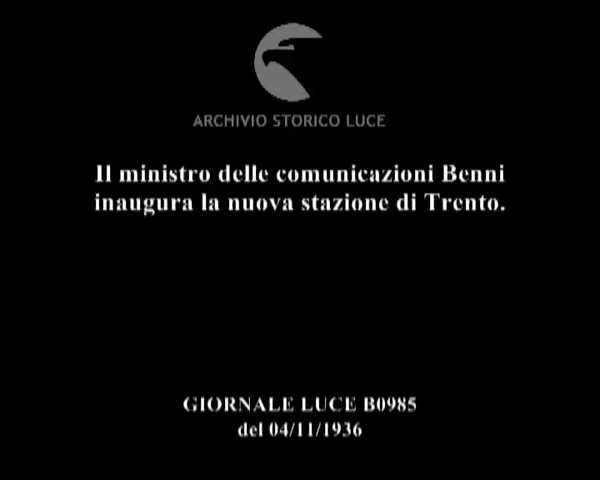 ARCHIVIO STORICO LUCE
Il ministro delle comunicazioni Benni
inaugura la nuova stazione di Trento.
GIORNALE LUCE B0985
del 04/11/1936